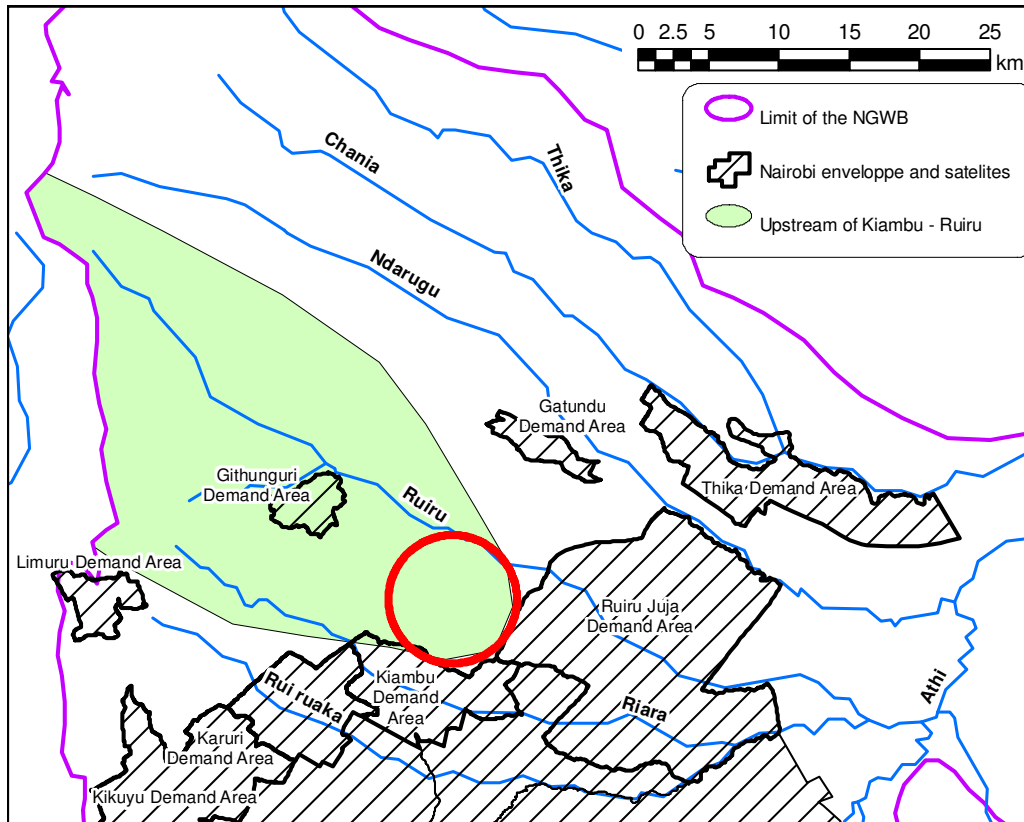 0 2.5 5 10 15 20 25
km
Limit of the NGWB
Nairobi enveloppe and satelites
Upstream of Kiambu - Ruiru
Chania
Thika
Ndarugu
Gatundu
Demand Area
Githunguri
Demand Area
Thika Demand Area
Ruiru
Limuru Demand Area
Ruiru Juja
Demand Area
Kiambu
Demand
Area
Rui ruaka
Riara
Athi
Karuri
Demand Area
Kikuyu Demand Area